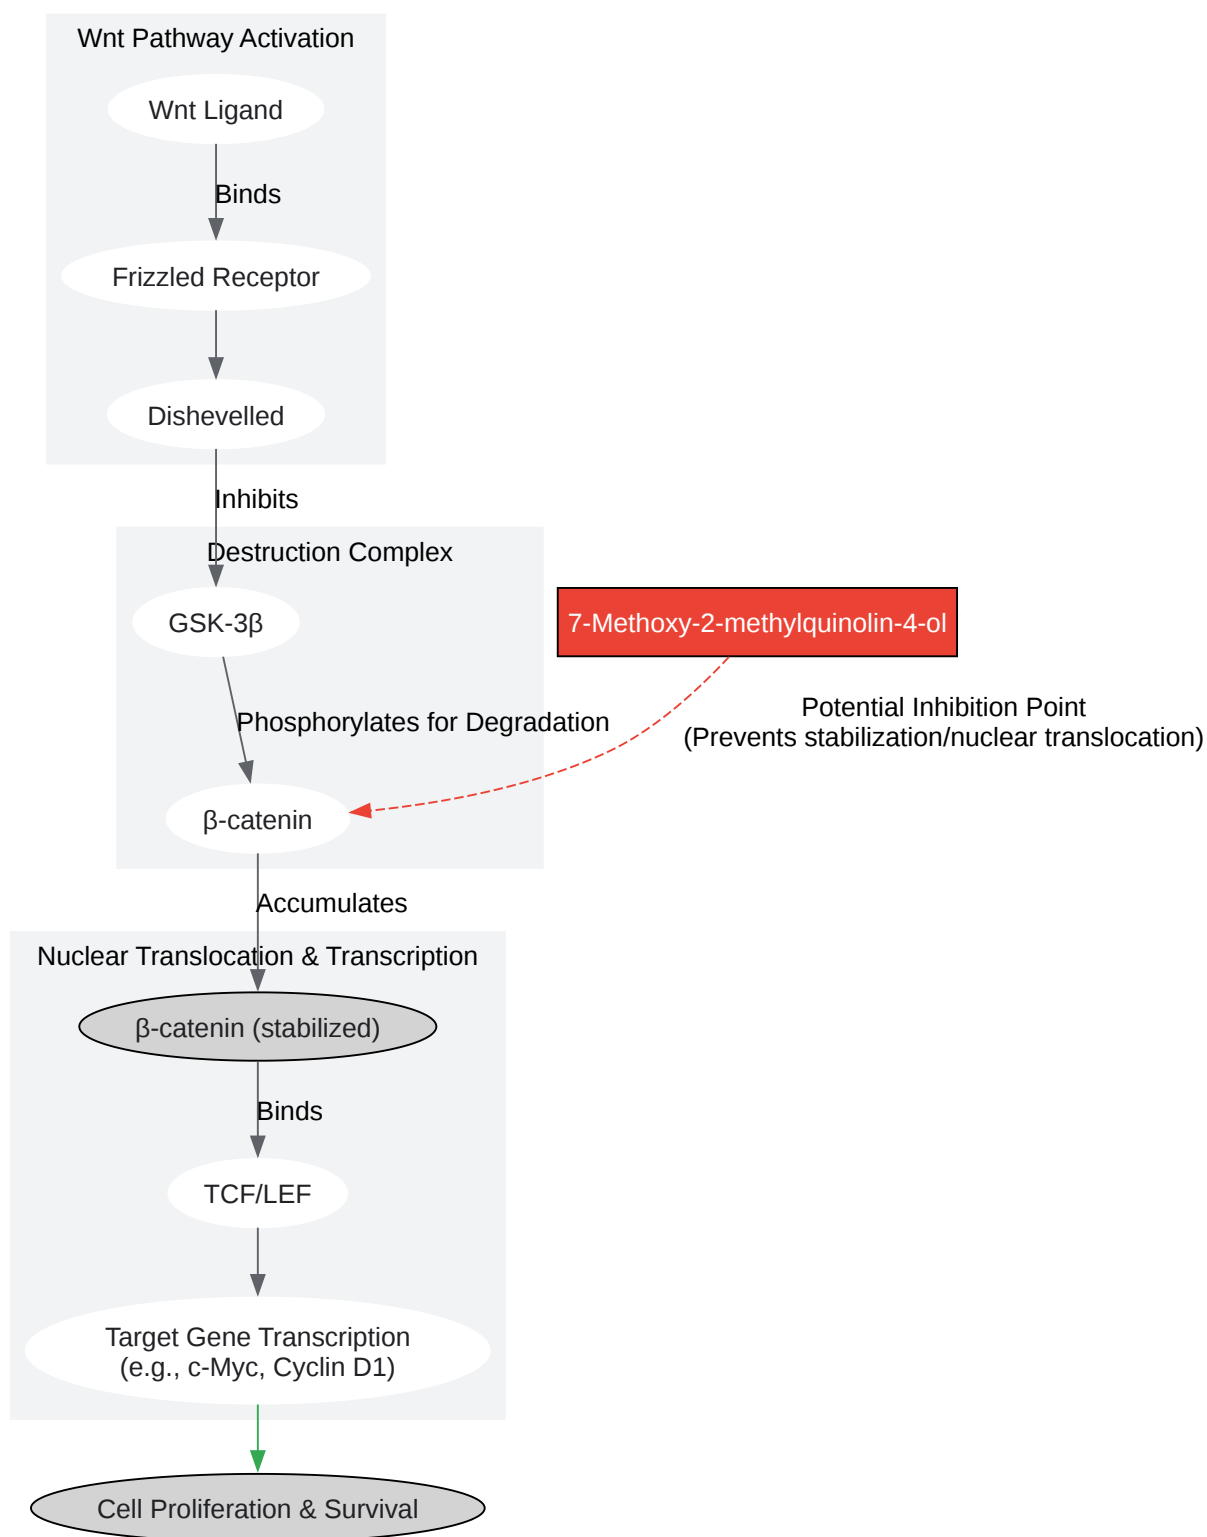 Wnt Pathway Activation
Wnt Ligand
Binds
Frizzled Receptor
Dishevelled
Inhibits
Destruction Complex
GSK-3β
7-Methoxy-2-methylquinolin-4-ol
Phosphorylates for Degradation
Potential Inhibition Point
(Prevents stabilization/nuclear translocation)
β-catenin
Accumulates
Nuclear Translocation & Transcription
β-catenin (stabilized)
Binds
TCF/LEF
Target Gene Transcription
(e.g., c-Myc, Cyclin D1)
Cell Proliferation & Survival